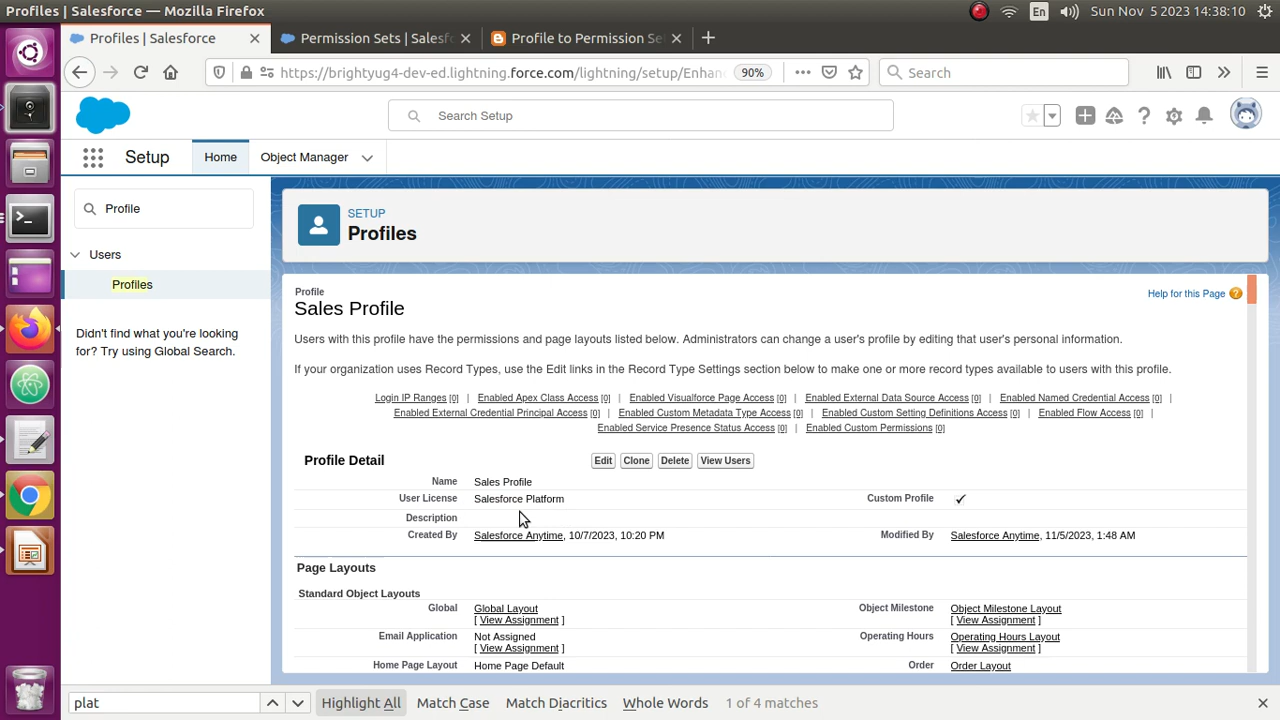 Profiles | Salesforce — Mozilla Firefox
En
Sun Nov 5 2023 14:38:10
Profiles | Salesforce
Permission Sets | Salesf
Profile to Permission Se
https://brightyug4-dev-ed.lightning.force.com/lightning/setup/Enhan
90%
Search
Search Setup
Setup
Home
Object Manager
Profile
Users
Profiles
Didn't find what you're looking
for? Try using Global Search.
SETUP
Profiles
Profile
Sales Profile
Help for this Page
Users with this profile have the permissions and page layouts listed below. Administrators can change a user's profile by editing that user's personal information.
If your organization uses Record Types, use the Edit links in the Record Type Settings section below to make one or more record types available to users with this profile.
Login IP Ranges [0] | Enabled Apex Class Access [0] | Enabled Visualforce Page Access [0] | Enabled External Data Source Access [0] | Enabled Named Credential Access [0] |
Enabled External Credential Principal Access [0] | Enabled Custom Metadata Type Access [0] | Enabled Custom Setting Definitions Access [0] | Enabled Flow Access [0] |
Enabled Service Presence Status Access [0] | Enabled Custom Permissions [0]
Profile Detail
Edit Clone Delete View Users
Name Sales Profile
User License Salesforce Platform Custom Profile ✓
Description
Created By Salesforce Anytime, 10/7/2023, 10:20 PM Modified By Salesforce Anytime, 11/5/2023, 1:48 AM
Page Layouts
Standard Object Layouts
Global Global Layout Object Milestone Object Milestone Layout
[ View Assignment ] [ View Assignment ]
Email Application Not Assigned Operating Hours Operating Hours Layout
[ View Assignment ] [ View Assignment ]
Home Page Layout Home Page Default Order Order Layout
plat
Highlight All Match Case Match Diacritics Whole Words 1 of 4 matches